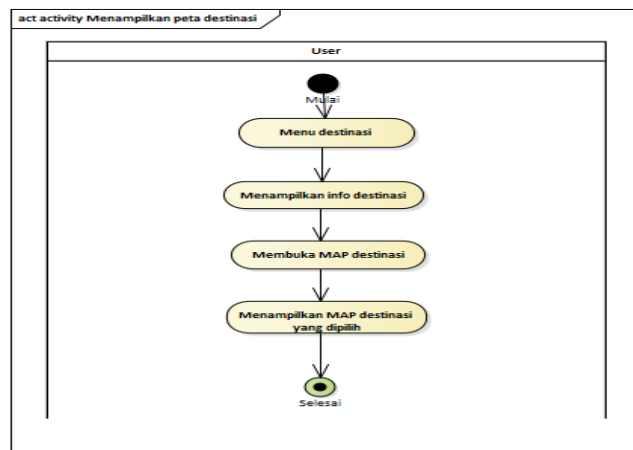 act activity Menampilkan peta destinasi
User
Mulai
Menu destinasi
Menampilkan info destinasi
Membuka MAP destinasi
Menampilkan MAP destinasi
yang dipilih
Selesai